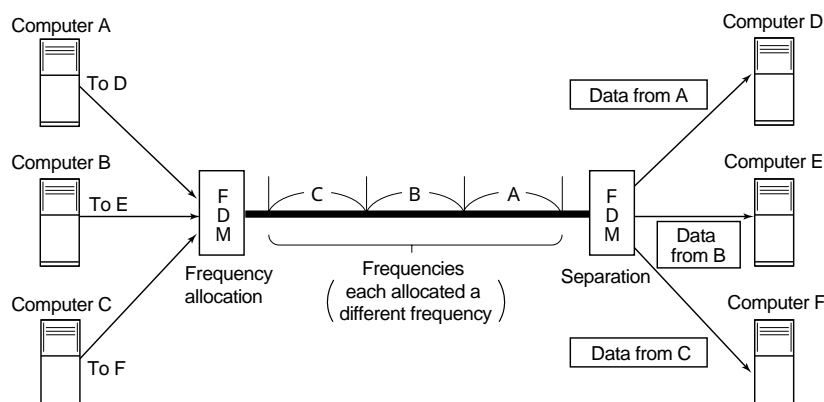 Computer A
To D
Computer B
To E
Computer C
To F
F
D
M
Frequency
allocation
C
B
A
Frequencies
each allocated a
different frequency
F
D
M
Separation
Computer D
Data from A
Computer E
Data
from B
Computer F
Data from C